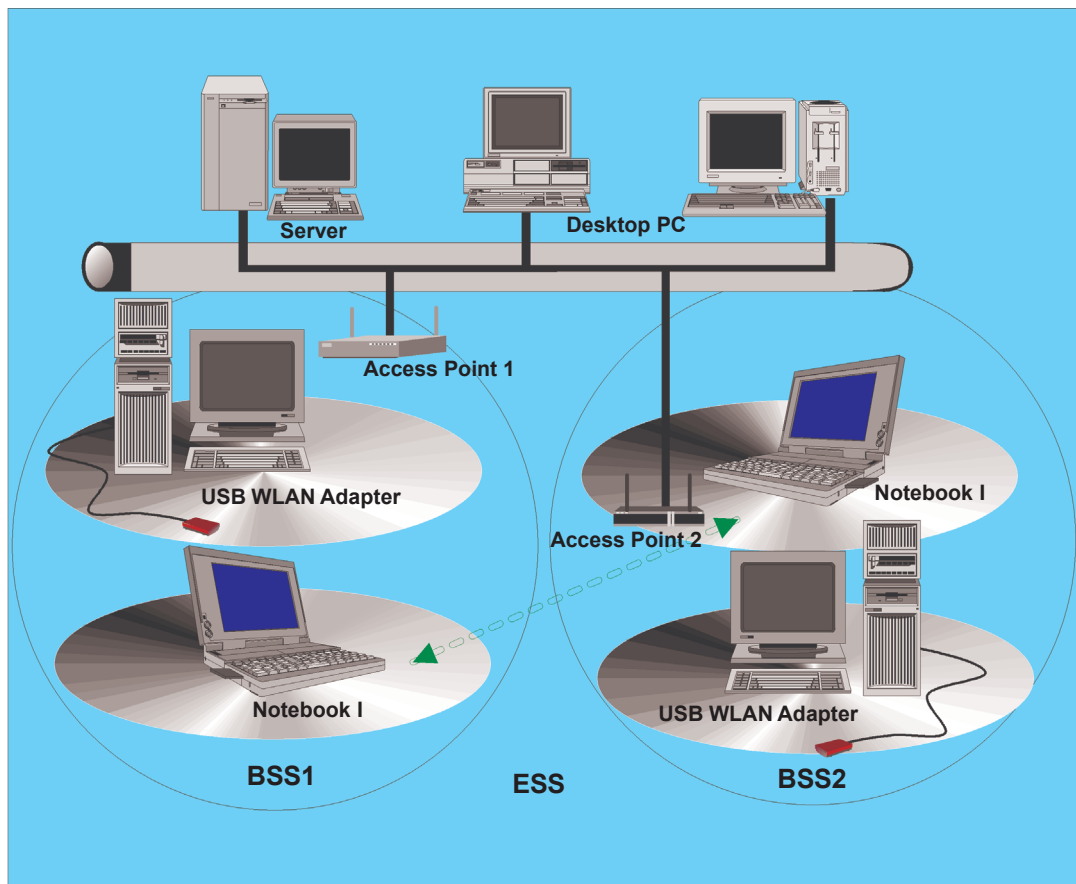 Server
Desktop PC
Access Point 1
USB WLAN Adapter
Notebook I
Access Point 2
Notebook I
USB WLAN Adapter
BSS1
ESS
BSS2